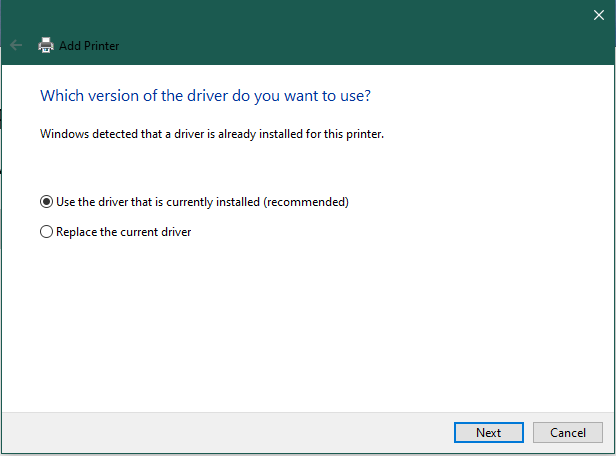 Add Printer
Which version of the driver do you want to use?
Windows detected that a driver is already installed for this printer.
Use the driver that is currently installed (recommended)
Replace the current driver
Next
Cancel